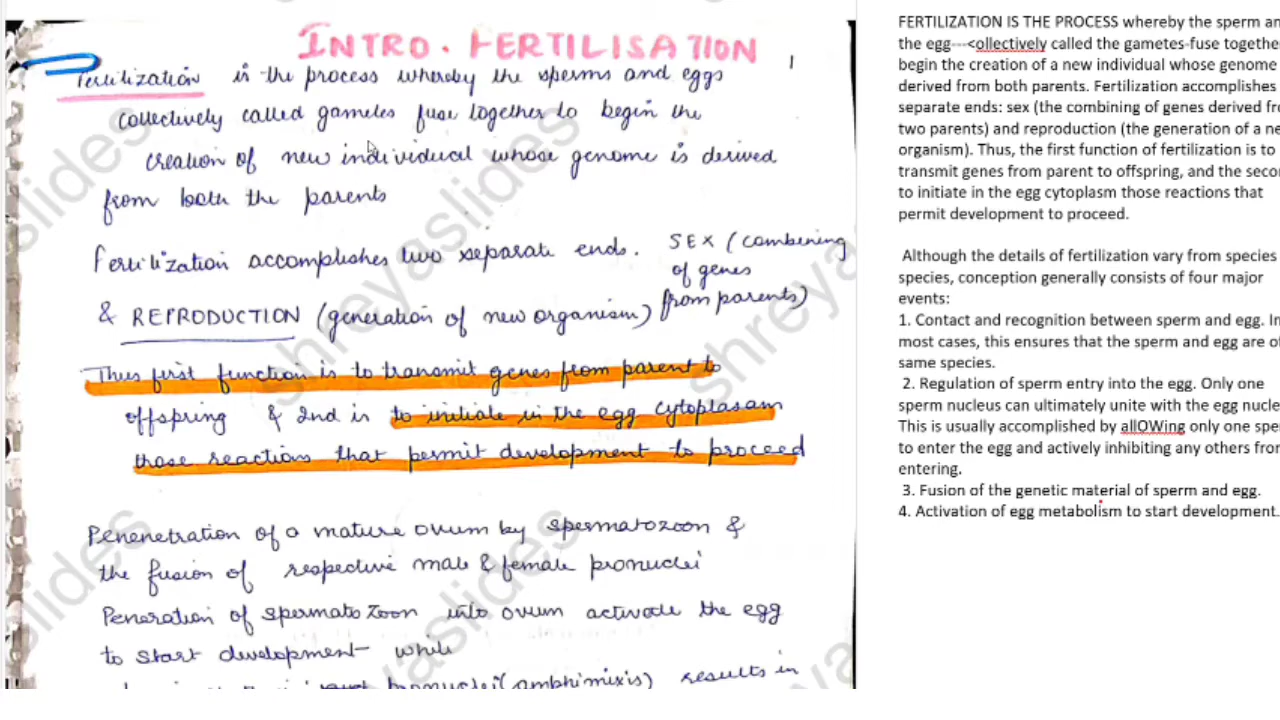 INTRO. FERTILISATION
1
Fertilization is the process whereby the sperms and eggs
collectively called gametes fuse together to begin the
creation of new individual whose genome is derived
from both the parents
fertilization accomplishes two separate ends. SEX (combining
of genes
from parents)
& REPRODUCTION (generation of new organism)
Thus first function is to transmit genes from parent to
offspring & 2nd is to initiate in the egg cytoplasam
those reactions that permit development to proceed
Penenetration of a mature ovum by spermatozoon &
the fusion of respective male & female pronuclei
Peneration of spermatozoon into ovum activate the egg
to start development while
pronuclei (amphimixis) results in
shreyaslides
shreyaslides
FERTILIZATION IS THE PROCESS whereby the sperm an
the egg---<ollectively called the gametes-fuse togethe
begin the creation of a new individual whose genome
derived from both parents. Fertilization accomplishes
separate ends: sex (the combining of genes derived fr
two parents) and reproduction (the generation of a ne
organism). Thus, the first function of fertilization is to
transmit genes from parent to offspring, and the secon
to initiate in the egg cytoplasm those reactions that
permit development to proceed.
Although the details of fertilization vary from species
species, conception generally consists of four major
events:
1. Contact and recognition between sperm and egg. In
most cases, this ensures that the sperm and egg are of
same species.
2. Regulation of sperm entry into the egg. Only one
sperm nucleus can ultimately unite with the egg nucle
This is usually accomplished by allOWing only one spe
to enter the egg and actively inhibiting any others from
entering.
3. Fusion of the genetic material of sperm and egg.
4. Activation of egg metabolism to start development.